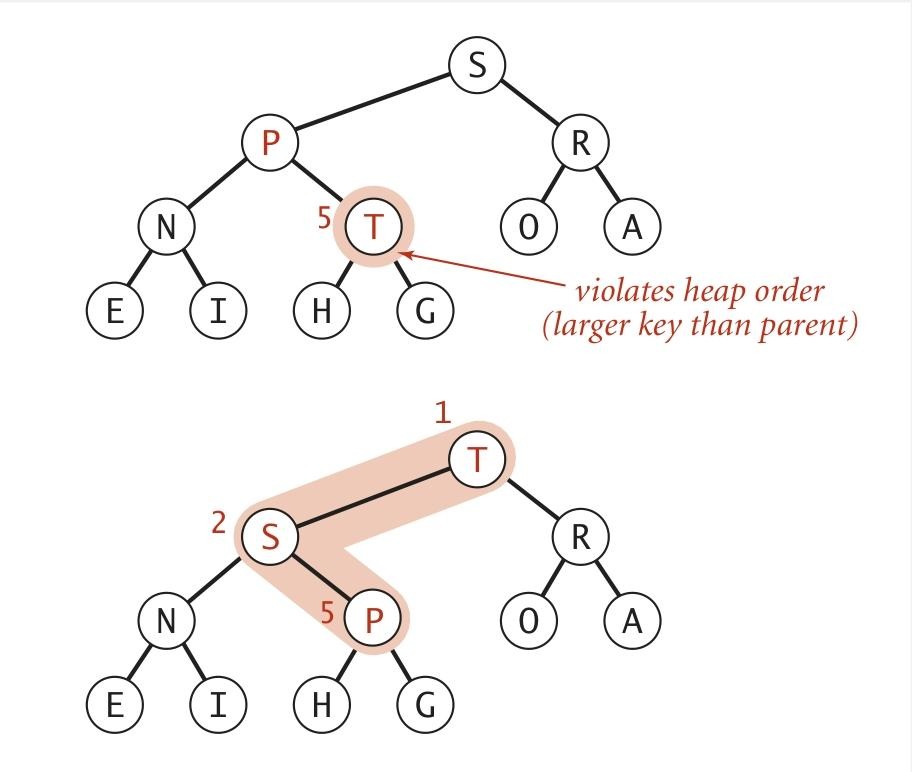 S
P R
N 5 T O A
E I H G
violates heap order
(larger key than parent)
1
T
2 S R
N 5 P O A
E I H G